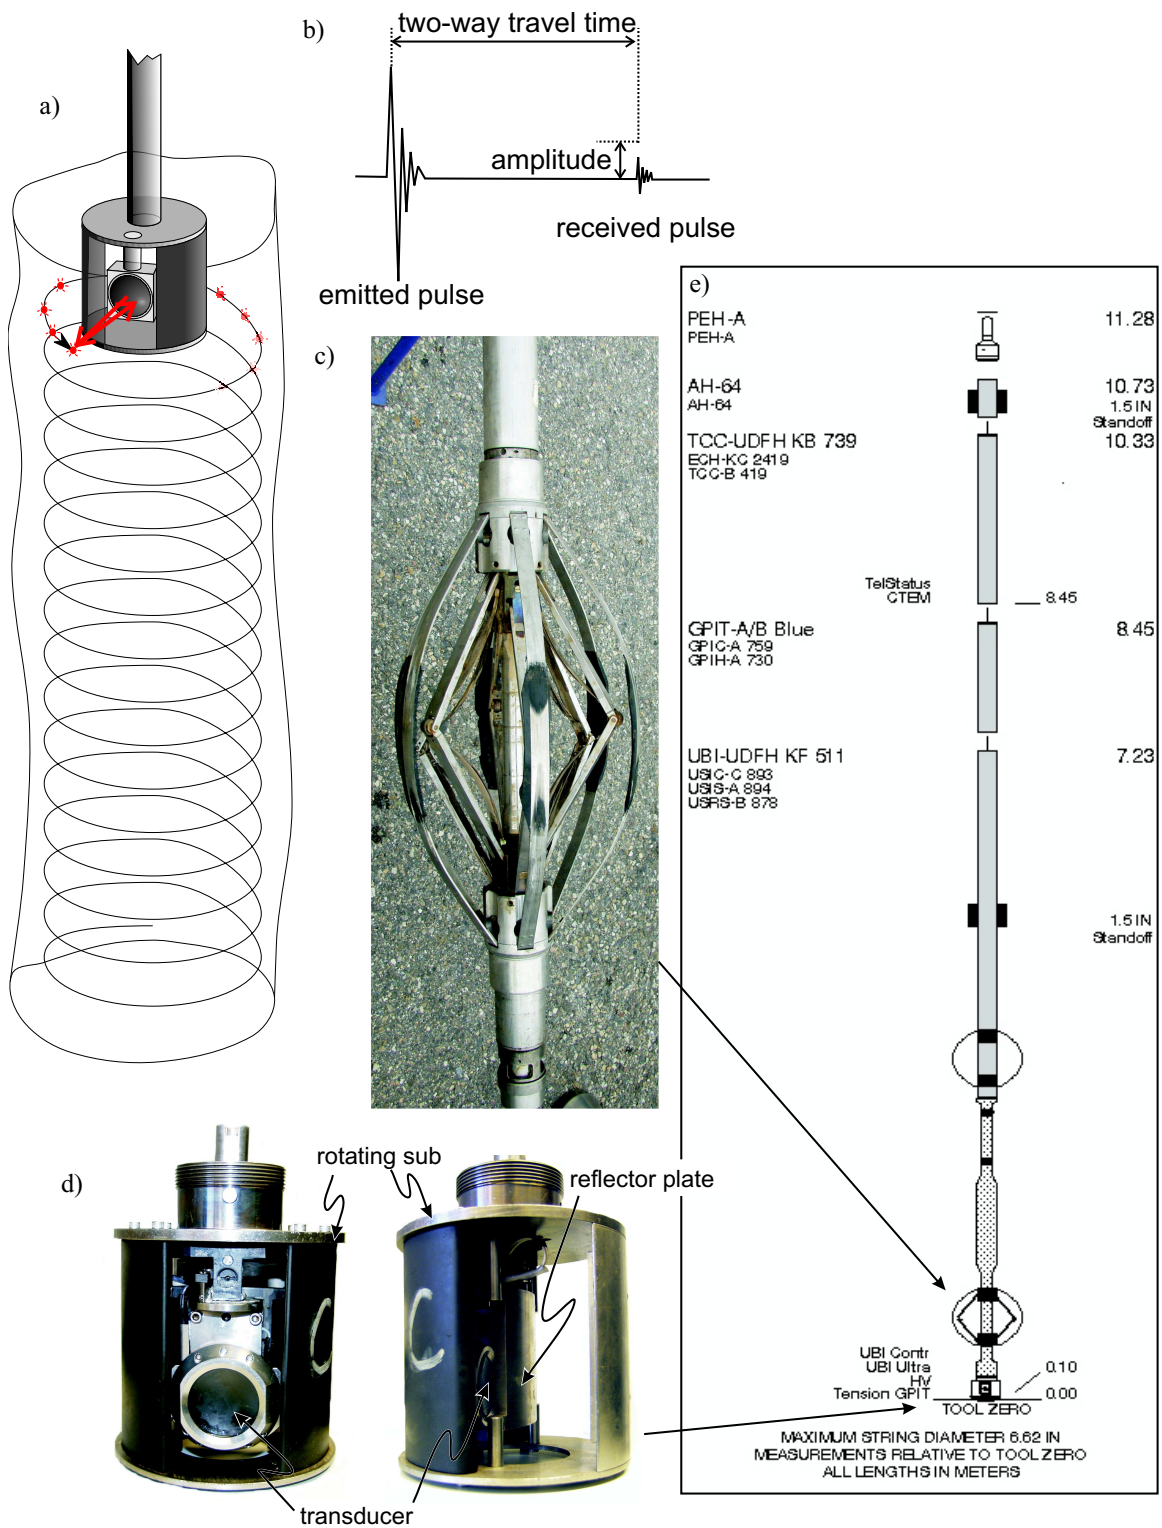 a)
b)
two-way travel time
amplitude
received pulse
emitted pulse
c)
d)
rotating sub
reflector plate
C
C
transducer
e)
PEH-A 11.28
PEH-A
AH-64 10.73
AH-64 1.5 IN
Standoff
TCC-UDFH KB 739 10.33
ECH-KC 2419
TCC-B 419
TelStatus
CTEM 8.45
GPIT-A/B Blue 8.45
GPIC-A 759
GPIH-A 730
UBI-UDFH KF 511 7.23
USIC-C 893
USIS-A 894
USRS-B 878
1.5 IN
Standoff
UBI Contr
UBI Ultra 0.10
HV
Tension GPIT 0.00
TOOL ZERO
MAXIMUM STRING DIAMETER 6.62 IN
MEASUREMENTS RELATIVE TO TOOL ZERO
ALL LENGTHS IN METERS